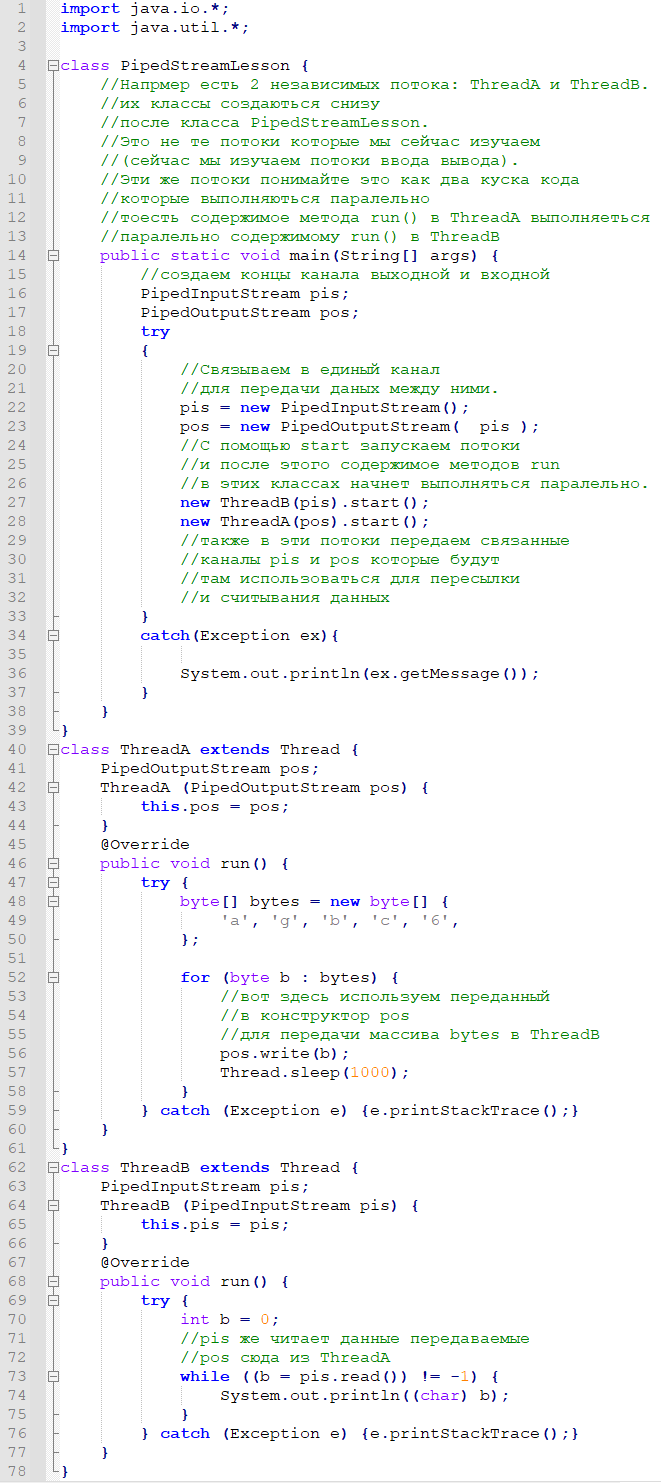 1 import java.io.*;
2 import java.util.*;
3
4 class PipedStreamLesson {
5 //Напрмер есть 2 независимых потока: ThreadA и ThreadB.
6 //их классы создаються снизу
7 //после класса PipedStreamLesson.
8 //Это не те потоки которые мы сейчас изучаем
9 //(сейчас мы изучаем потоки ввода вывода).
10 //Эти же потоки понимайте это как два куска кода
11 //которые выполняються паралельно
12 //тоесть содержимое метода run() в ThreadA выполняеться
13 //паралельно содержимому run() в ThreadB
14 public static void main(String[] args) {
15 //создаем концы канала выходной и входной
16 PipedInputStream pis;
17 PipedOutputStream pos;
18 try
19 {
20 //Связываем в единый канал
21 //для передачи даных между ними.
22 pis = new PipedInputStream();
23 pos = new PipedOutputStream(  pis );
24 //С помощью start запускаем потоки
25 //и после этого содержимое методов run
26 //в этих классах начнет выполняться паралельно.
27 new ThreadB(pis).start();
28 new ThreadA(pos).start();
29 //также в эти потоки передаем связанные
30 //каналы pis и pos которые будут
31 //там использоваться для пересылки
32 //и считывания данных
33 }
34 catch(Exception ex){
35
36 System.out.println(ex.getMessage());
37 }
38 }
39 }
40 class ThreadA extends Thread {
41 PipedOutputStream pos;
42 ThreadA (PipedOutputStream pos) {
43 this.pos = pos;
44 }
45 @Override
46 public void run() {
47 try {
48 byte[] bytes = new byte[] {
49 'a', 'g', 'b', 'c', '6',
50 };
51
52 for (byte b : bytes) {
53 //вот здесь используем переданный
54 //в конструктор pos
55 //для передачи массива bytes в ThreadB
56 pos.write(b);
57 Thread.sleep(1000);
58 }
59 } catch (Exception e) {e.printStackTrace();}
60 }
61 }
62 class ThreadB extends Thread {
63 PipedInputStream pis;
64 ThreadB (PipedInputStream pis) {
65 this.pis = pis;
66 }
67 @Override
68 public void run() {
69 try {
70 int b = 0;
71 //pis же читает данные передаваемые
72 //pos сюда из ThreadA
73 while ((b = pis.read()) != -1) {
74 System.out.println((char) b);
75 }
76 } catch (Exception e) {e.printStackTrace();}
77 }
78 }